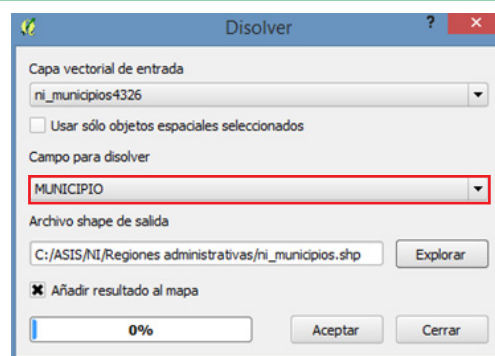 Disolver
?
Capa vectorial de entrada
ni_municipios4326
Usar sólo objetos espaciales seleccionados
Campo para disolver
MUNICIPIO
Archivo shape de salida
C:/ASIS/NI/Regiones administrativas/ni_municipios.shp Explorar
Añadir resultado al mapa
0% Aceptar Cerrar